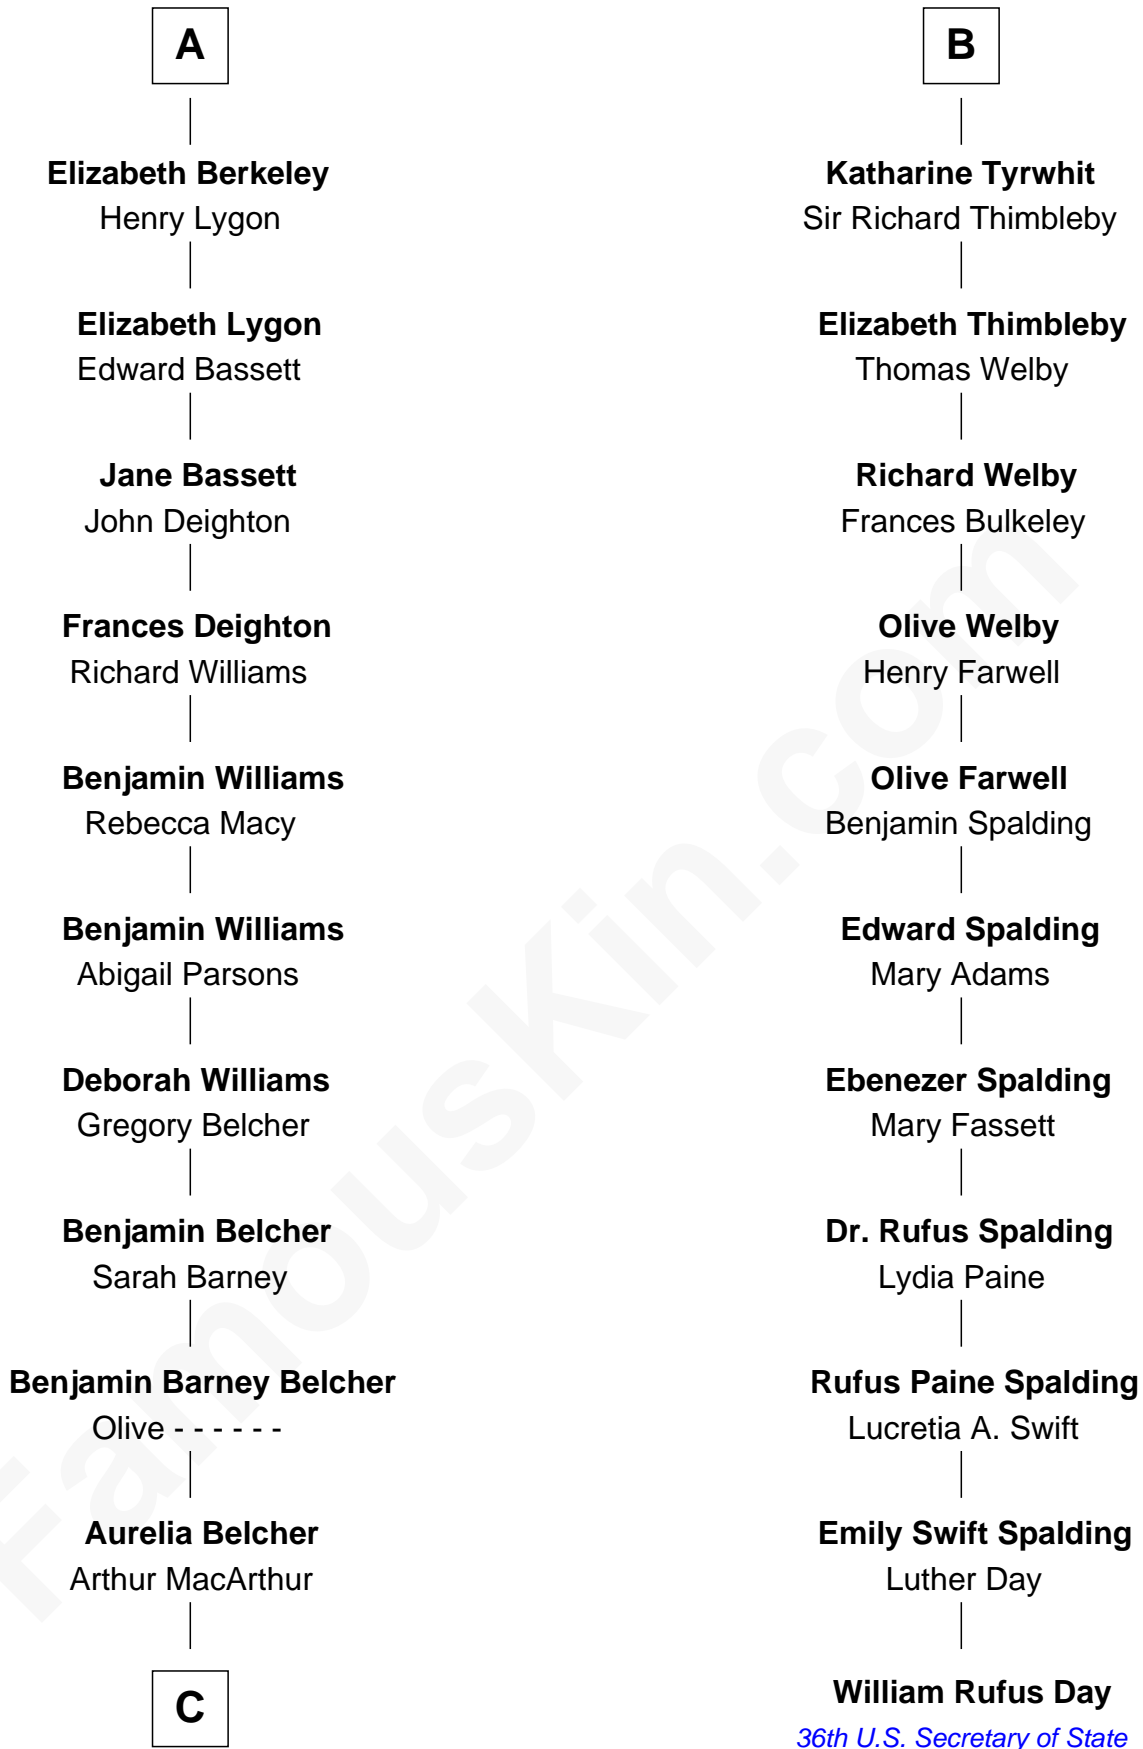 A
Elizabeth Berkeley
Henry Lygon
Elizabeth Lygon
Edward Bassett
Jane Bassett
John Deighton
Frances Deighton
Richard Williams
Benjamin Williams
Rebecca Macy
Benjamin Williams
Abigail Parsons
Deborah Williams
Gregory Belcher
Benjamin Belcher
Sarah Barney
Benjamin Barney Belcher
Olive - - - - - -
Aurelia Belcher
Arthur MacArthur
C
B
Katharine Tyrwhit
Sir Richard Thimbleby
Elizabeth Thimbleby
Thomas Welby
Richard Welby
Frances Bulkeley
Olive Welby
Henry Farwell
Olive Farwell
Benjamin Spalding
Edward Spalding
Mary Adams
Ebenezer Spalding
Mary Fassett
Dr. Rufus Spalding
Lydia Paine
Rufus Paine Spalding
Lucretia A. Swift
Emily Swift Spalding
Luther Day
William Rufus Day
36th U.S. Secretary of State
FamousKin.com